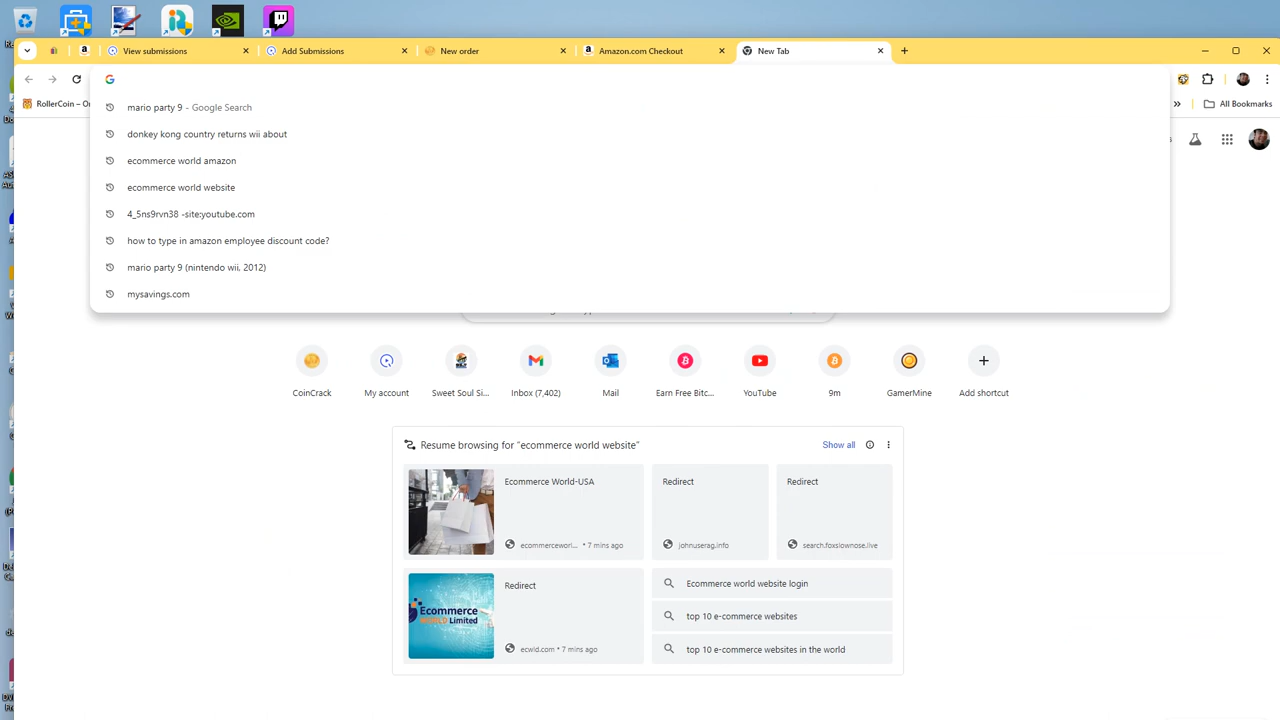 View submissions
Add Submissions
New order
Amazon.com Checkout
New Tab
RollerCoin – On
All Bookmarks
mario party 9 - Google Search
donkey kong country returns wii about
ecommerce world amazon
ecommerce world website
4_5ns9rvn38 -site:youtube.com
how to type in amazon employee discount code?
mario party 9 (nintendo wii, 2012)
mysavings.com
CoinCrack
My account
Sweet Soul Si...
Inbox (7,402)
Mail
Earn Free Bitc...
YouTube
9m
GamerMine
Add shortcut
Resume browsing for "ecommerce world website"
Show all
Ecommerce World-USA
ecommerceworl... • 7 mins ago
Redirect
johnuserag.info
Redirect
search.foxsiownose.live
Ecommerce
WORLD Limited
Redirect
ecwid.com • 7 mins ago
Ecommerce world website login
top 10 e-commerce websites
top 10 e-commerce websites in the world